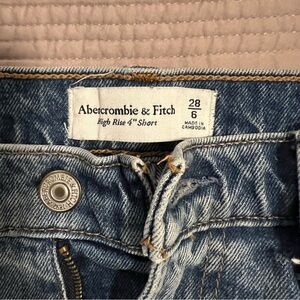 Abercrombie & Fitch
High Rise 4" Short
28
6
MADE IN
CAMBODIA